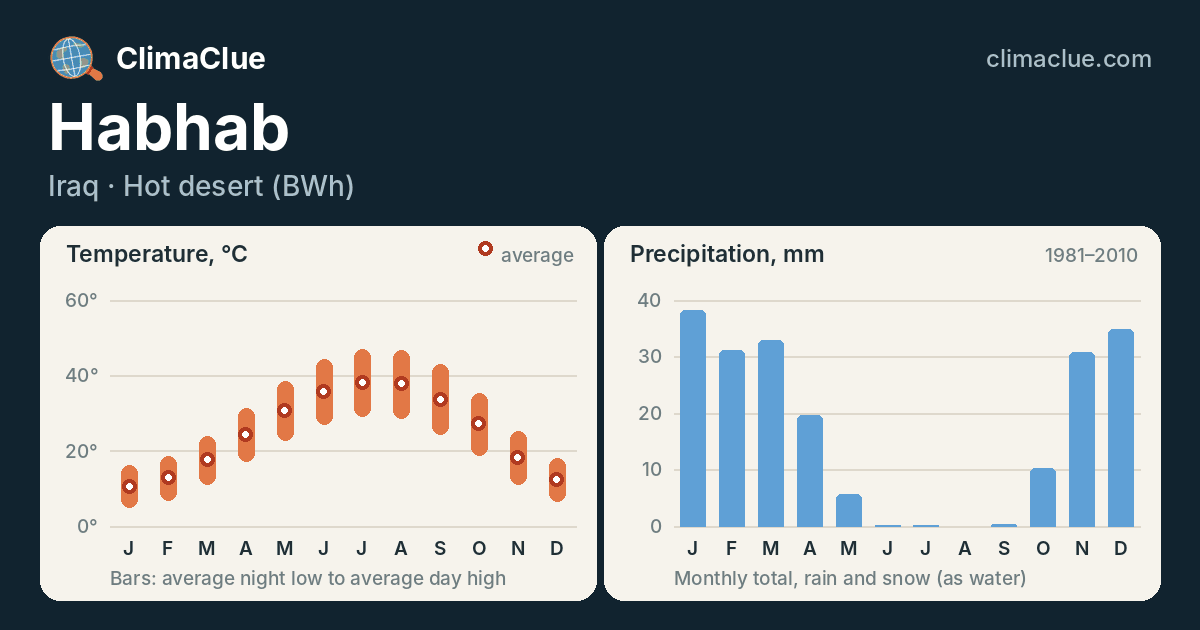 ClimaClue
climaclue.com
Habhab
Iraq · Hot desert (BWh)
Temperature, °C
average
60°
40°
20°
0°
J F M A M J J A S O N D
Bars: average night low to average day high
Precipitation, mm
1981–2010
40
30
20
10
0
J F M A M J J A S O N D
Monthly total, rain and snow (as water)